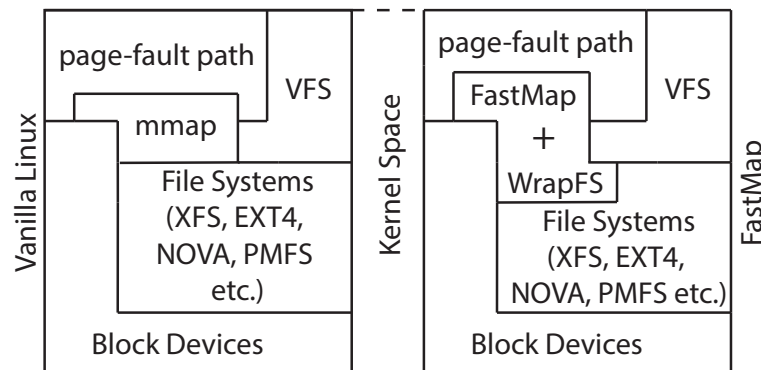 Vanilla Linux
page-fault path
VFS
mmap
File Systems
(XFS, EXT4,
NOVA, PMFS
etc.)
Block Devices
Kernel Space
page-fault path
VFS
FastMap
+
WrapFS
File Systems
(XFS, EXT4,
NOVA, PMFS etc.)
Block Devices
FastMap